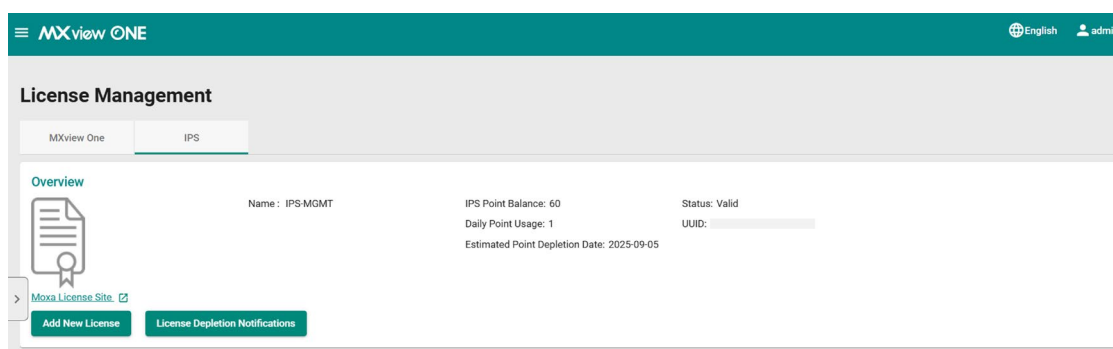 MXview ONE English admi
License Management
MXview One IPS
Overview
Name : IPS-MGMT IPS Point Balance: 60 Status: Valid
Daily Point Usage: 1 UUID:
Estimated Point Depletion Date: 2025-09-05
Moxa License Site
Add New License License Depletion Notifications